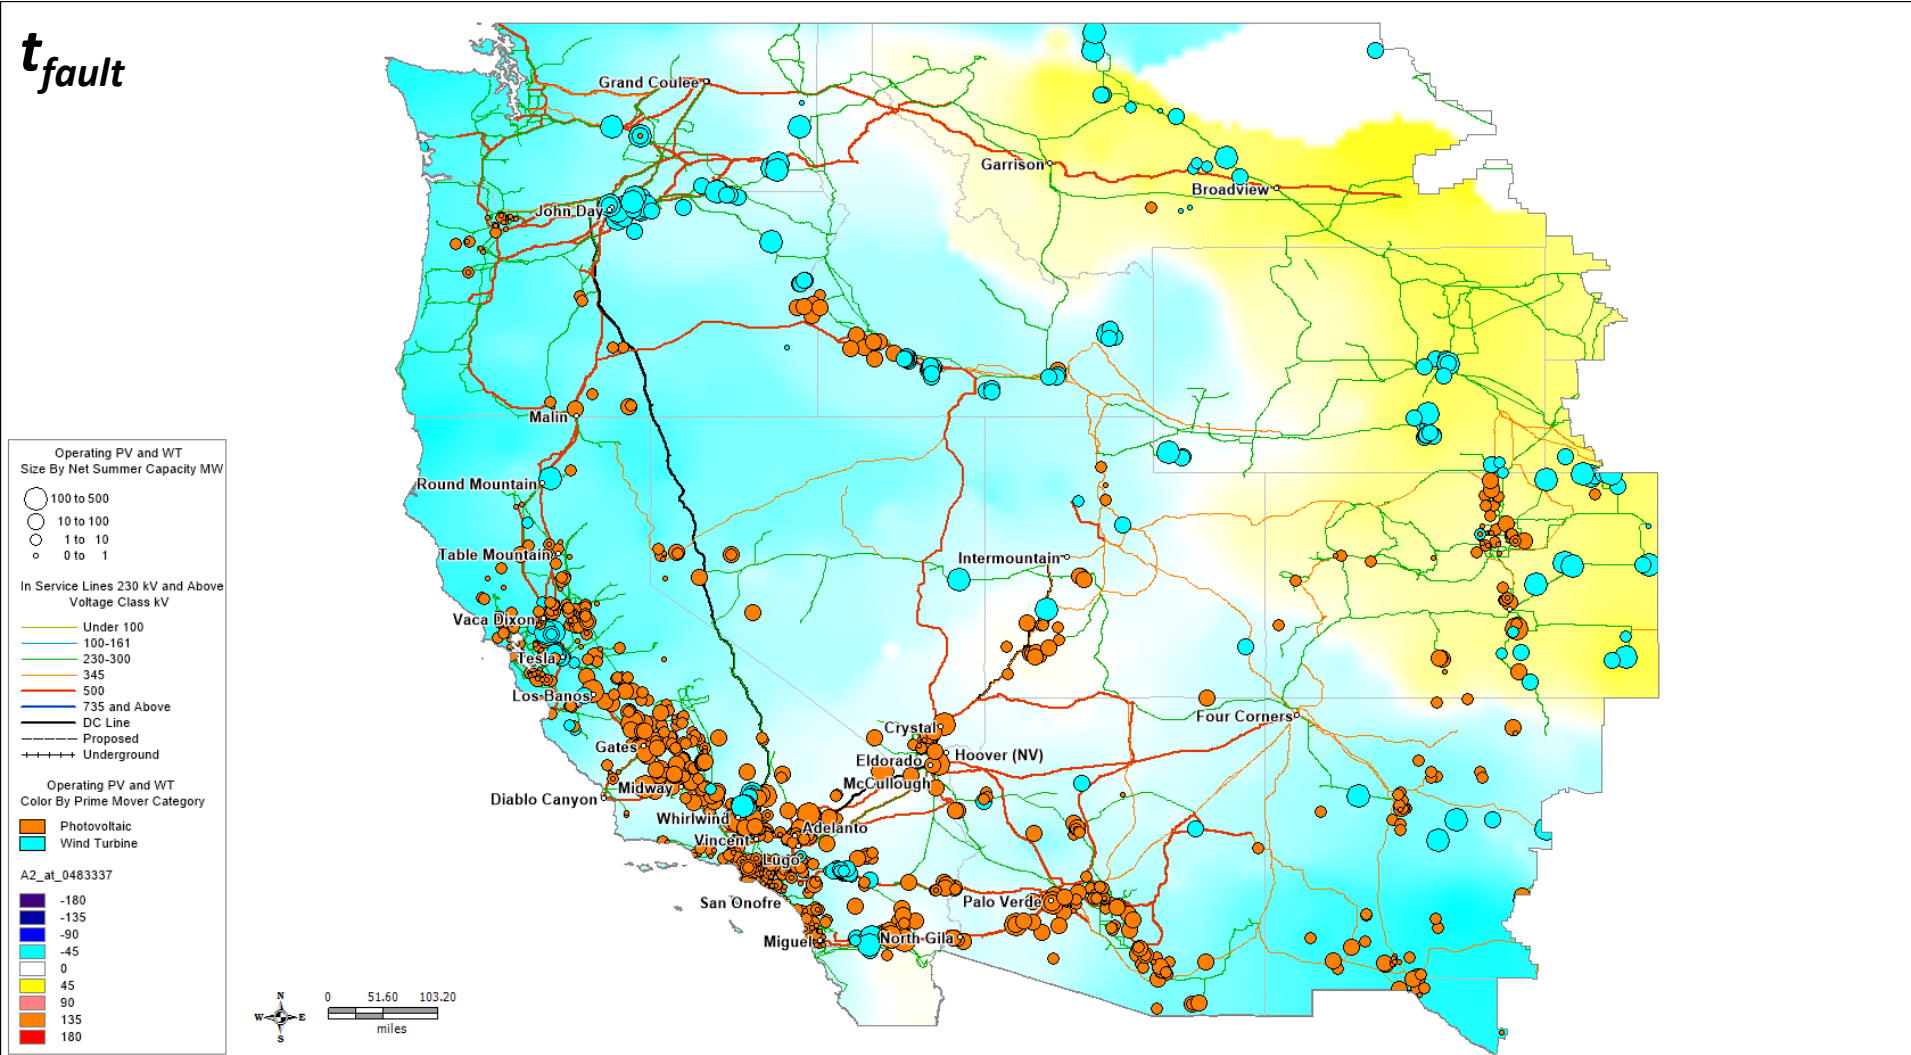 t fault
Grand Coulee
Garrison
Broadview
John Day
Malin
Round Mountain
Table Mountain
Intermountain
Vaca Dixon
Tesla
Los Banos
Four Corners
Crystal
Gates
Hoover (NV)
Eldorado
McCullough
Midway
Diablo Canyon
Whirlwind
Adelanto
Vincent
Lugo
San Onofre
Palo Verde
Miguel
North Gila
Operating PV and WT
Size By Net Summer Capacity MW
100 to 500
10 to 100
1 to 10
0 to 1
In Service Lines 230 kV and Above
Voltage Class kV
Under 100
100-161
230-300
345
500
735 and Above
DC Line
Proposed
Underground
Operating PV and WT
Color By Prime Mover Category
Photovoltaic
Wind Turbine
A2_at_0483337
-180
-135
-90
-45
0
45
90
135
180
N
W E
S
0 51.60 103.20
miles